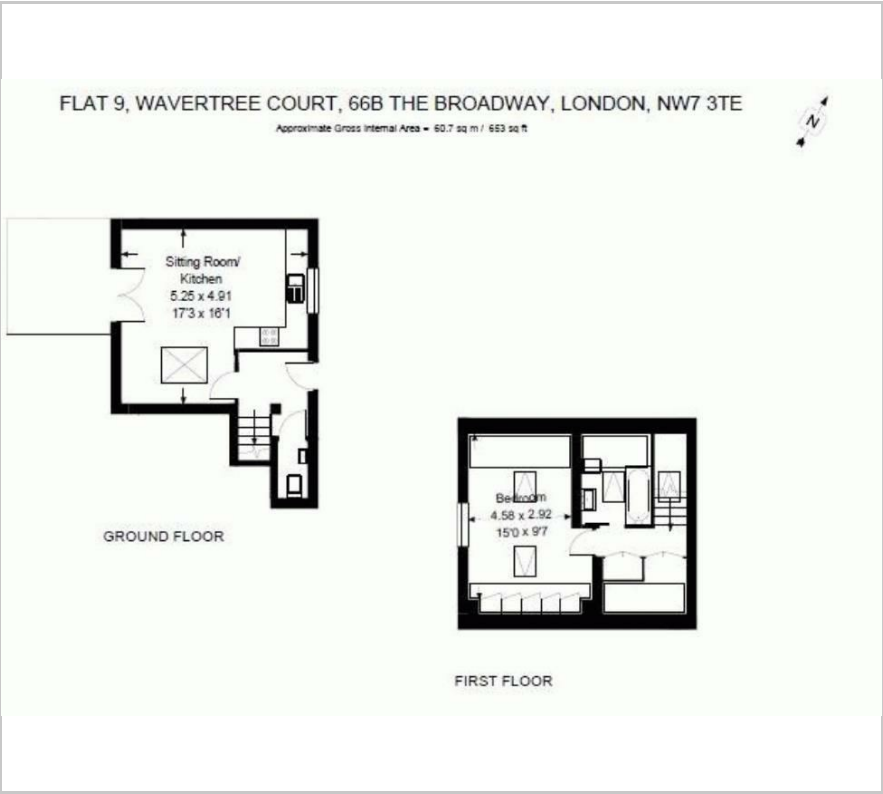 FLAT 9, WAVERTREE COURT, 66B THE BROADWAY, LONDON, NW7 3TE
Approximate Gross Internal Area = 60.7 sq m / 653 sq ft
N
Sitting Room/
Kitchen
5.25 x 4.91
17'3 x 16'1
GROUND FLOOR
Bedroom
4.58 x 2.92
15'0 x 9'7
FIRST FLOOR